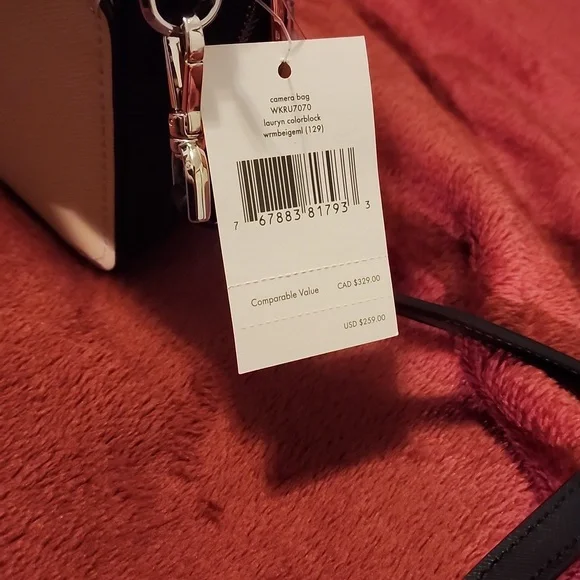 camera bag
WKRU7070
lauryn colorblock
wrmbeigeml (129)
7 67883 81793 3
Comparable Value CAD $329.00
USD $259.00